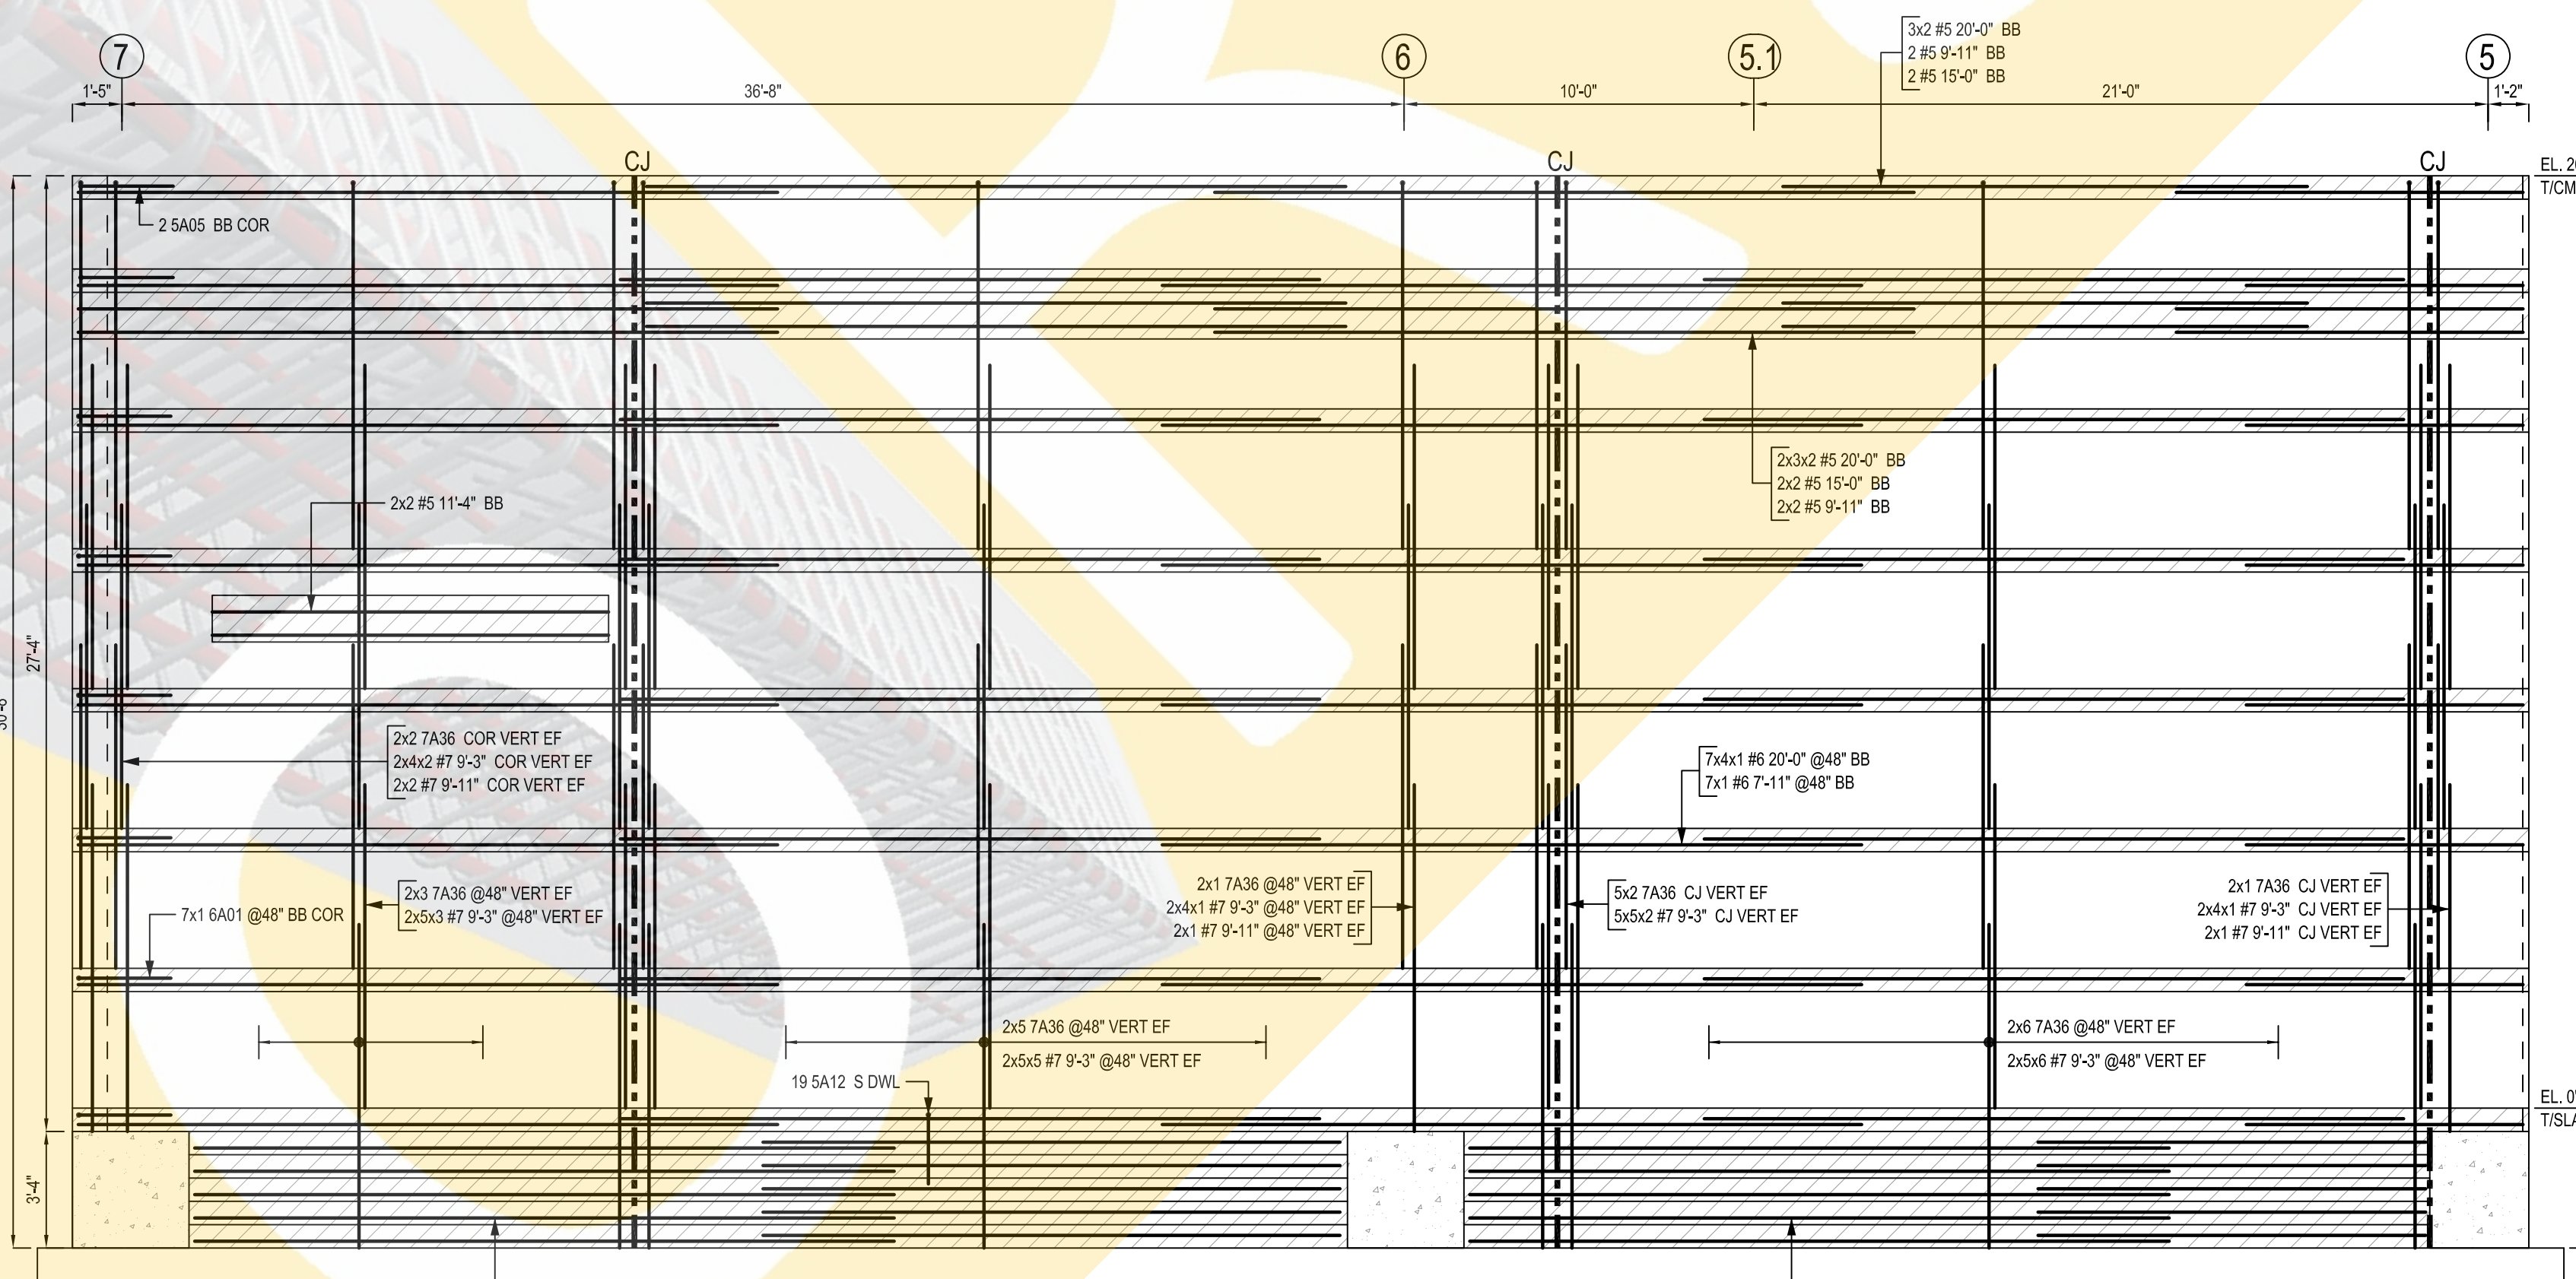 7
6
5.1
5
3x2 #5 20'-0" BB
2 #5 9'-11" BB
2 #5 15'-0" BB
1'-5"
36'-8"
10'-0"
21'-0"
1'-2"
CJ
CJ
CJ
T/CM
2 5A05 BB COR
2x2 #5 11'-4" BB
2x3x2 #5 20'-0" BB
2x2 #5 15'-0" BB
2x2 #5 9'-11" BB
27'-4"
2x2 7A36 COR VERT EF
2x4x2 #7 9'-3" COR VERT EF
2x2 #7 9'-11" COR VERT EF
7x4x1 #6 20'-0" @48" BB
7x1 #6 7'-11" @48" BB
2x3 7A36 @48" VERT EF
2x5x3 #7 9'-3" @48" VERT EF
7x1 6A01 @48" BB COR
2x1 7A36 @48" VERT EF
2x4x1 #7 9'-3" @48" VERT EF
2x1 #7 9'-11" @48" VERT EF
5x2 7A36 CJ VERT EF
5x5x2 #7 9'-3" CJ VERT EF
2x1 7A36 CJ VERT EF
2x4x1 #7 9'-3" CJ VERT EF
2x1 #7 9'-11" CJ VERT EF
2x5 7A36 @48" VERT EF
2x5x5 #7 9'-3" @48" VERT EF
2x6 7A36 @48" VERT EF
2x5x6 #7 9'-3" @48" VERT EF
19 5A12 S DWL
EL. 0'
T/SLA
3'-4"